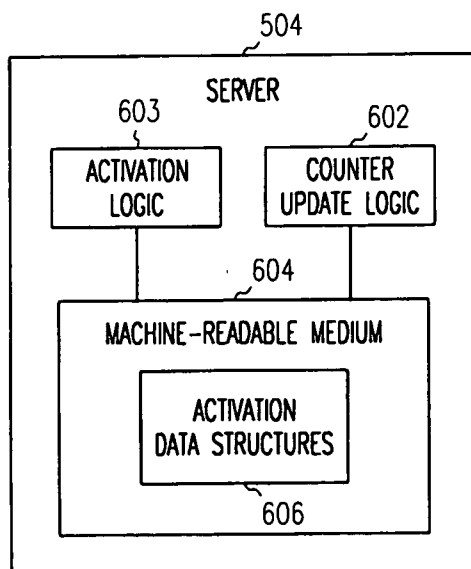 504
SERVER
603
ACTIVATION
LOGIC
602
COUNTER
UPDATE LOGIC
604
MACHINE-READABLE MEDIUM
ACTIVATION
DATA STRUCTURES
606